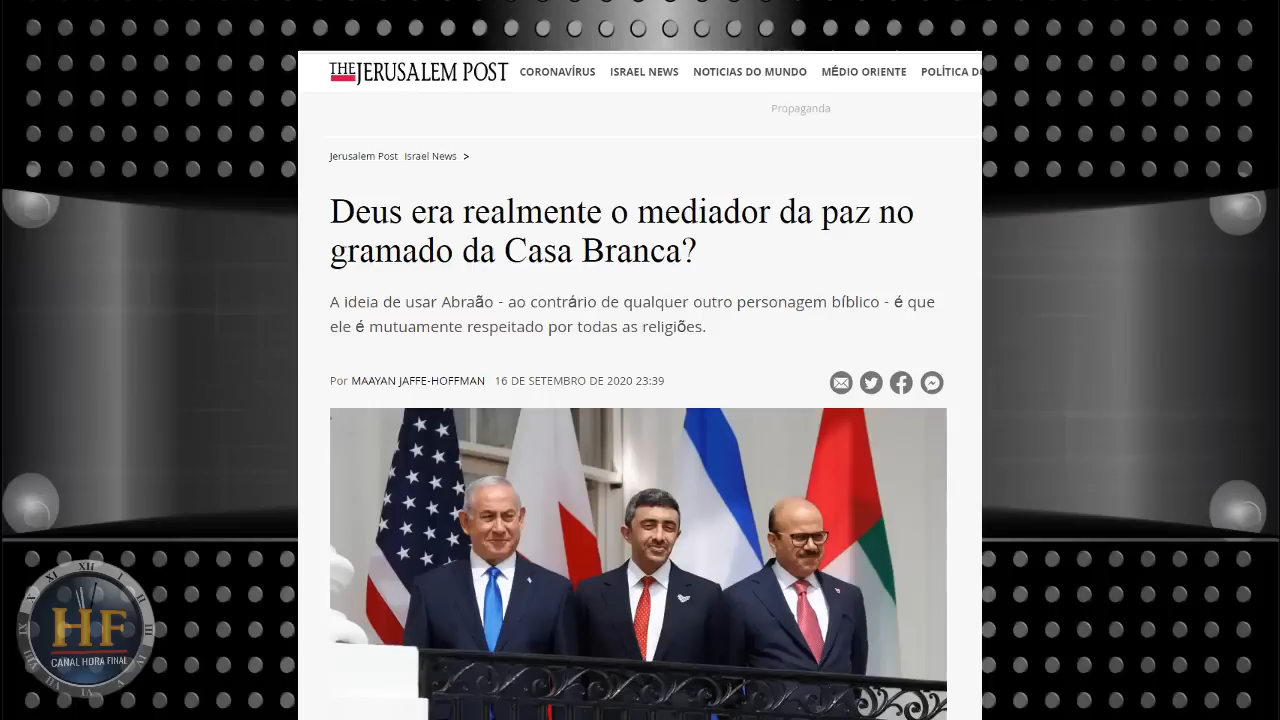 THE JERUSALEM POST CORONAVÍRUS ISRAEL NEWS NOTICIAS DO MUNDO MÉDIO ORIENTE POLÍTICA DO
Propaganda
Jerusalem Post Israel News >
Deus era realmente o mediador da paz no
gramado da Casa Branca?
A ideia de usar Abraão - ao contrário de qualquer outro personagem bíblico - é que
ele é mutuamente respeitado por todas as religiões.
Por MAAYAN JAFFE-HOFFMAN 16 DE SETEMBRO DE 2020 23:39
HF
CANAL HORA FINAL